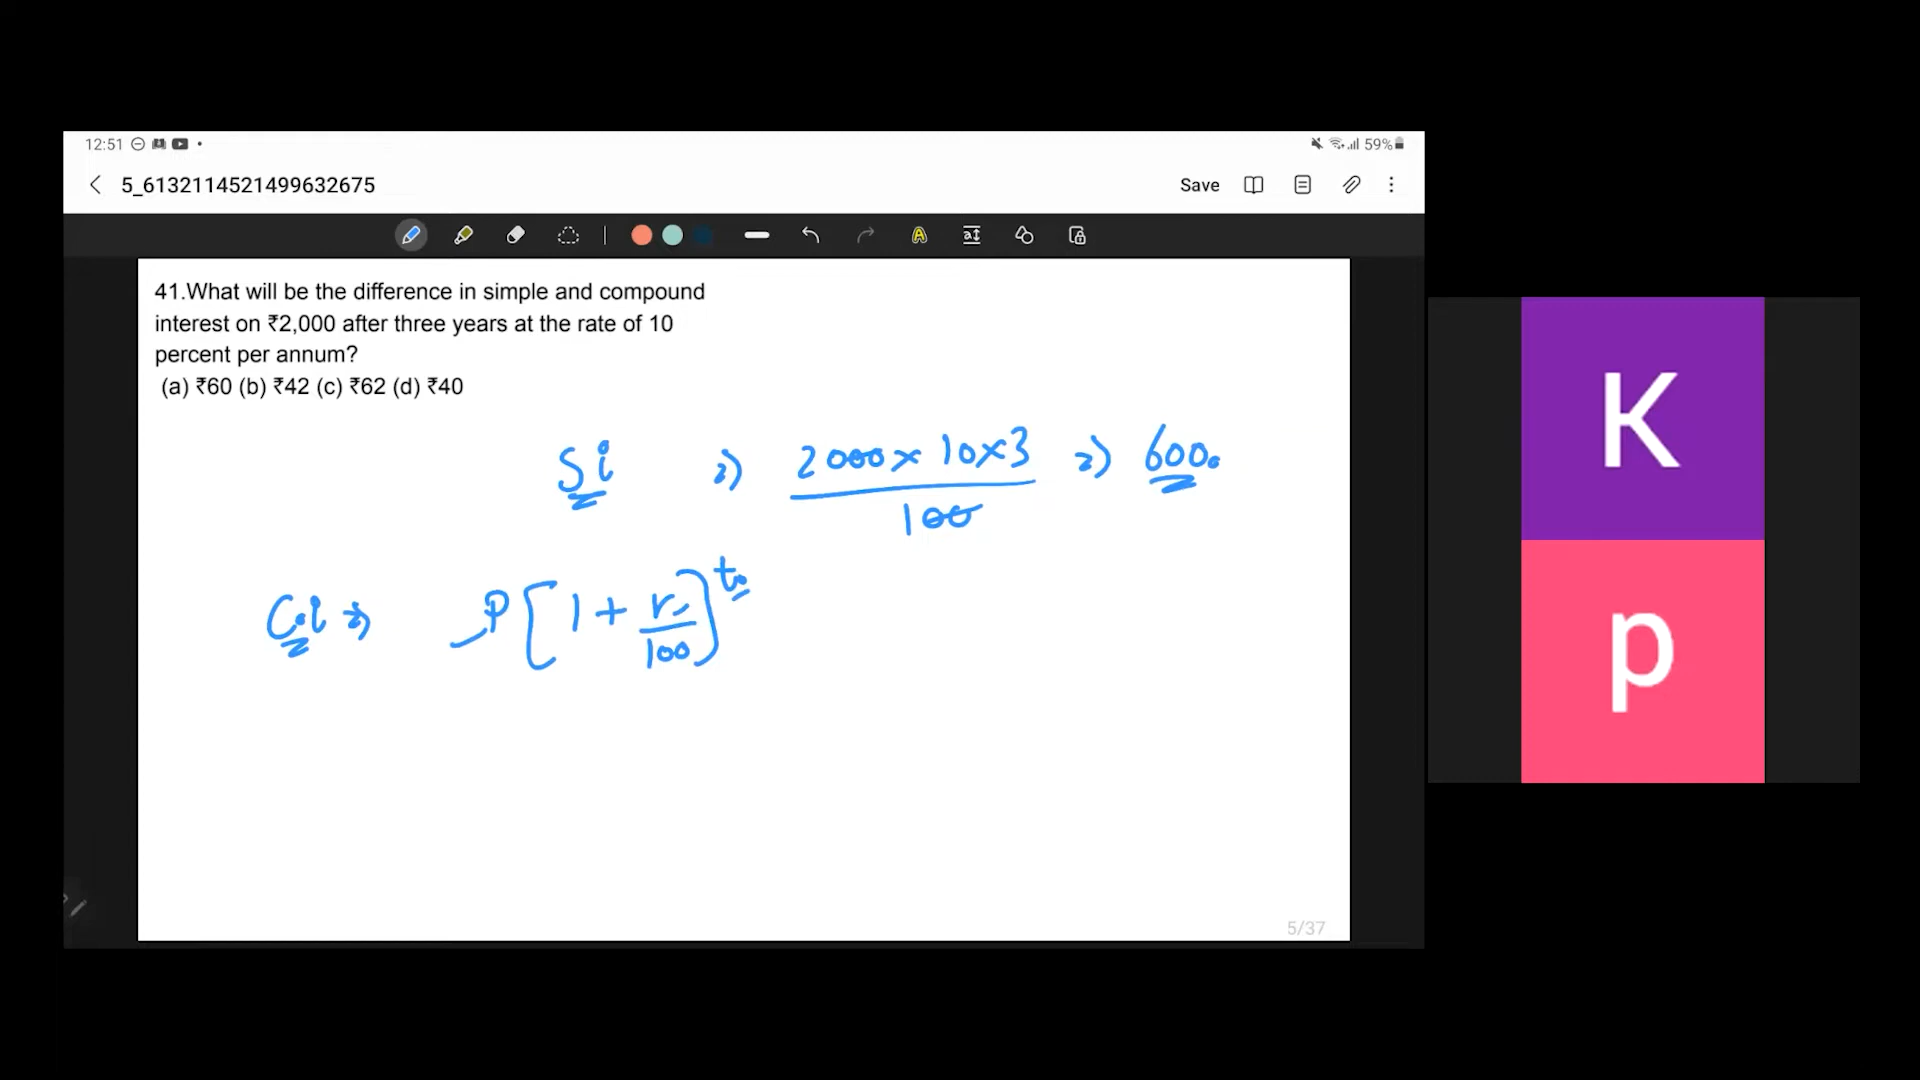 12:51 59%
5_6132114521499632675 Save
41.What will be the difference in simple and compound
interest on ₹2,000 after three years at the rate of 10
percent per annum?
(a) ₹60 (b) ₹42 (c) ₹62 (d) ₹40
Si ⇒ 2000 × 10 × 3 / 100 ⇒ 600.
C.i ⇒ P[1 + r/100]^t
5/37
K
p